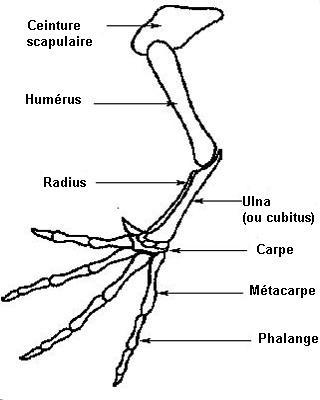 Ceinture
scapulaire
Humérus
Radius
Ulna
(ou cubitus)
Carpe
Métacarpe
Phalange